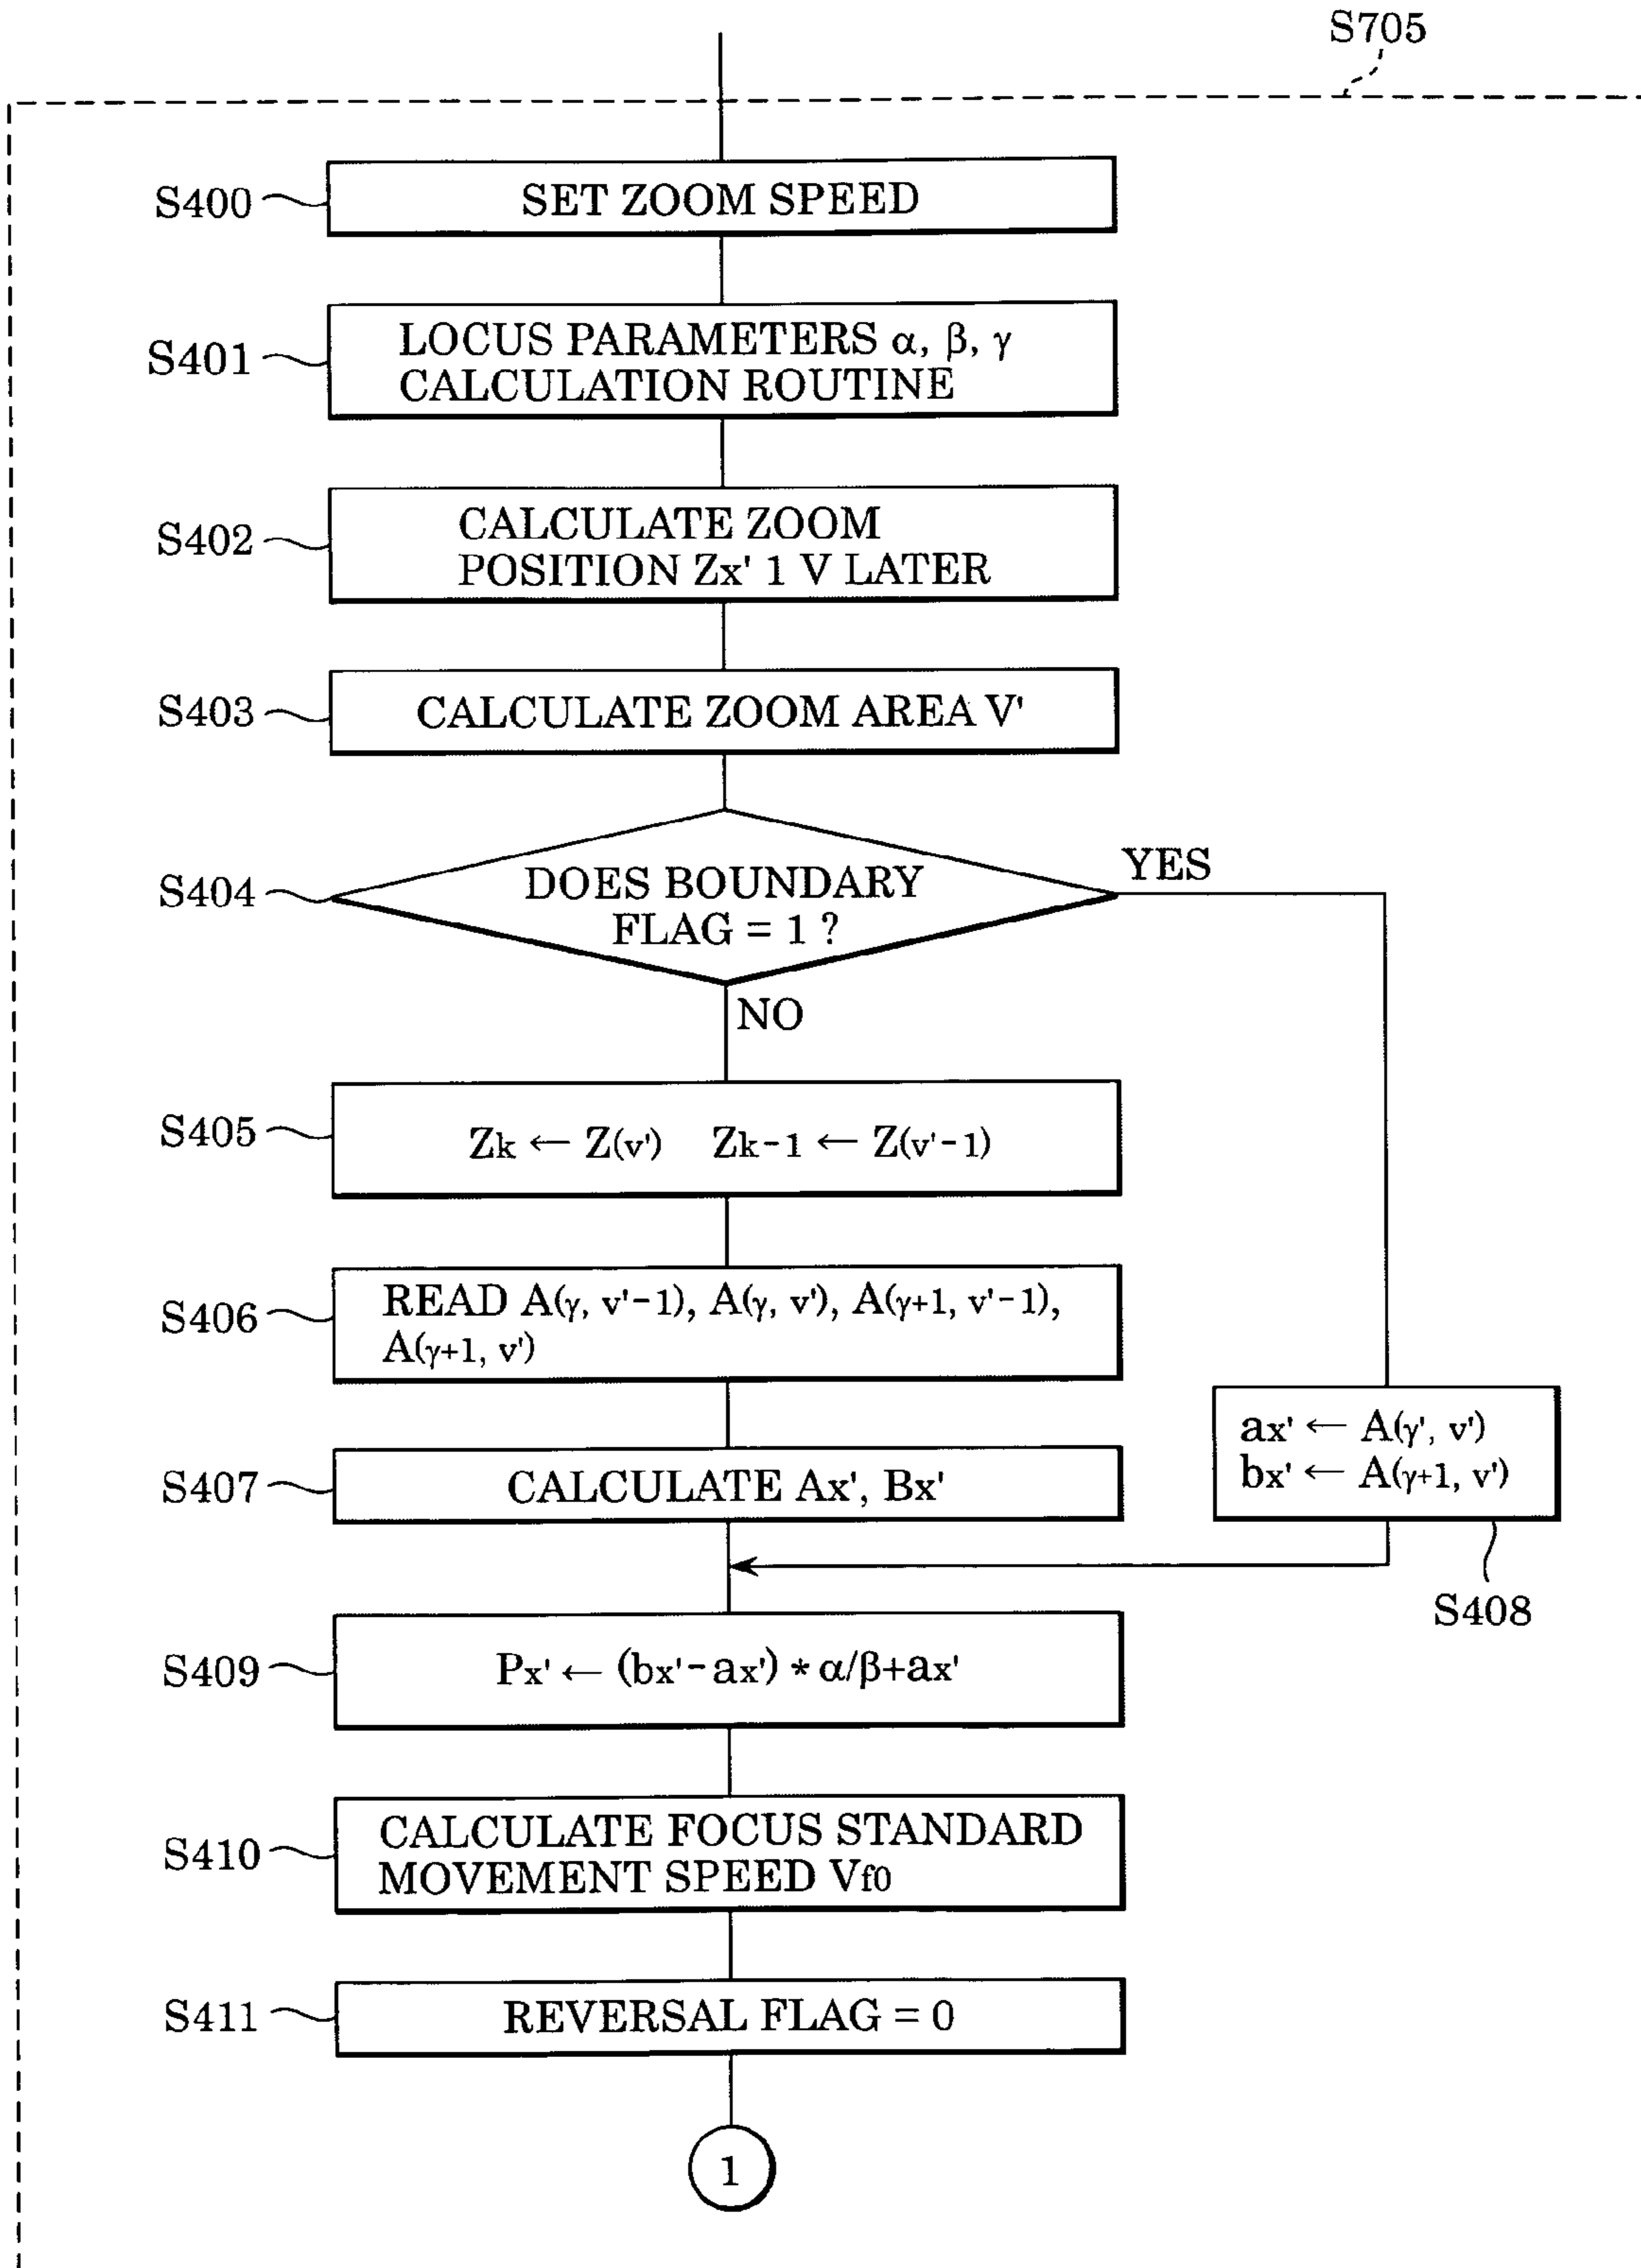 S705
S400
SET ZOOM SPEED
S401
LOCUS PARAMETERS α, β, γ
CALCULATION ROUTINE
S402
CALCULATE ZOOM
POSITION Zx' 1 V LATER
S403
CALCULATE ZOOM AREA V'
S404
DOES BOUNDARY
FLAG = 1 ?
YES
NO
S405
Zk ← Z(v') Zk-1 ← Z(v'-1)
S406
READ A(γ, v'-1), A(γ, v'), A(γ+1, v'-1),
A(γ+1, v')
S407
CALCULATE Ax', Bx'
ax' ← A(γ', v')
bx' ← A(γ+1, v')
S408
S409
Px' ← (bx'-ax') * α/β+ax'
S410
CALCULATE FOCUS STANDARD
MOVEMENT SPEED Vf0
S411
REVERSAL FLAG = 0
1